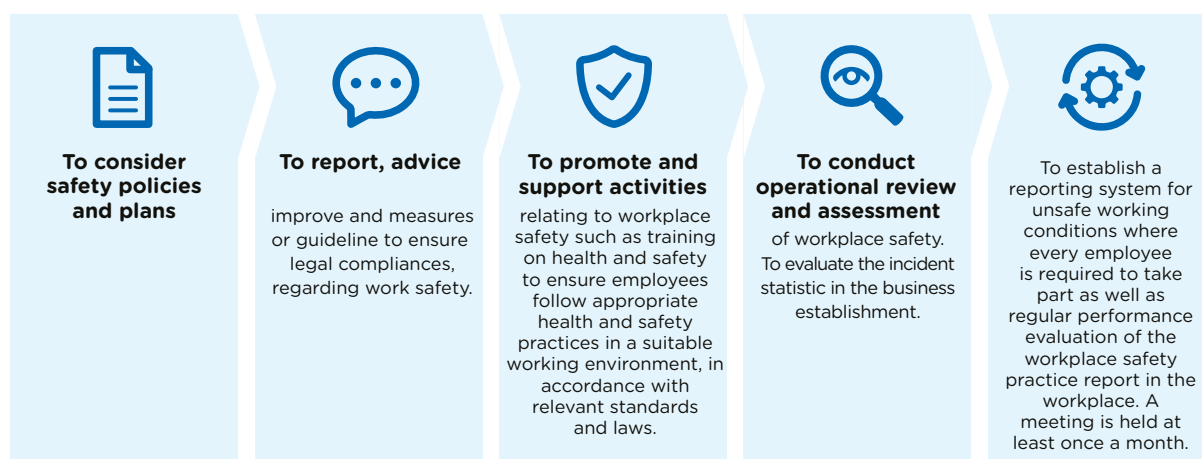 To consider
safety policies
and plans
To report, advice
improve and measures
or guideline to ensure
legal compliances,
regarding work safety.
To promote and
support activities
relating to workplace
safety such as training
on health and safety
to ensure employees
follow appropriate
health and safety
practices in a suitable
working environment, in
accordance with
relevant standards
and laws.
To conduct
operational review
and assessment
of workplace safety.
To evaluate the incident
statistic in the business
establishment.
To establish a
reporting system for
unsafe working
conditions where
every employee
is required to take
part as well as
regular performance
evaluation of the
workplace safety
practice report in the
workplace. A
meeting is held at
least once a month.